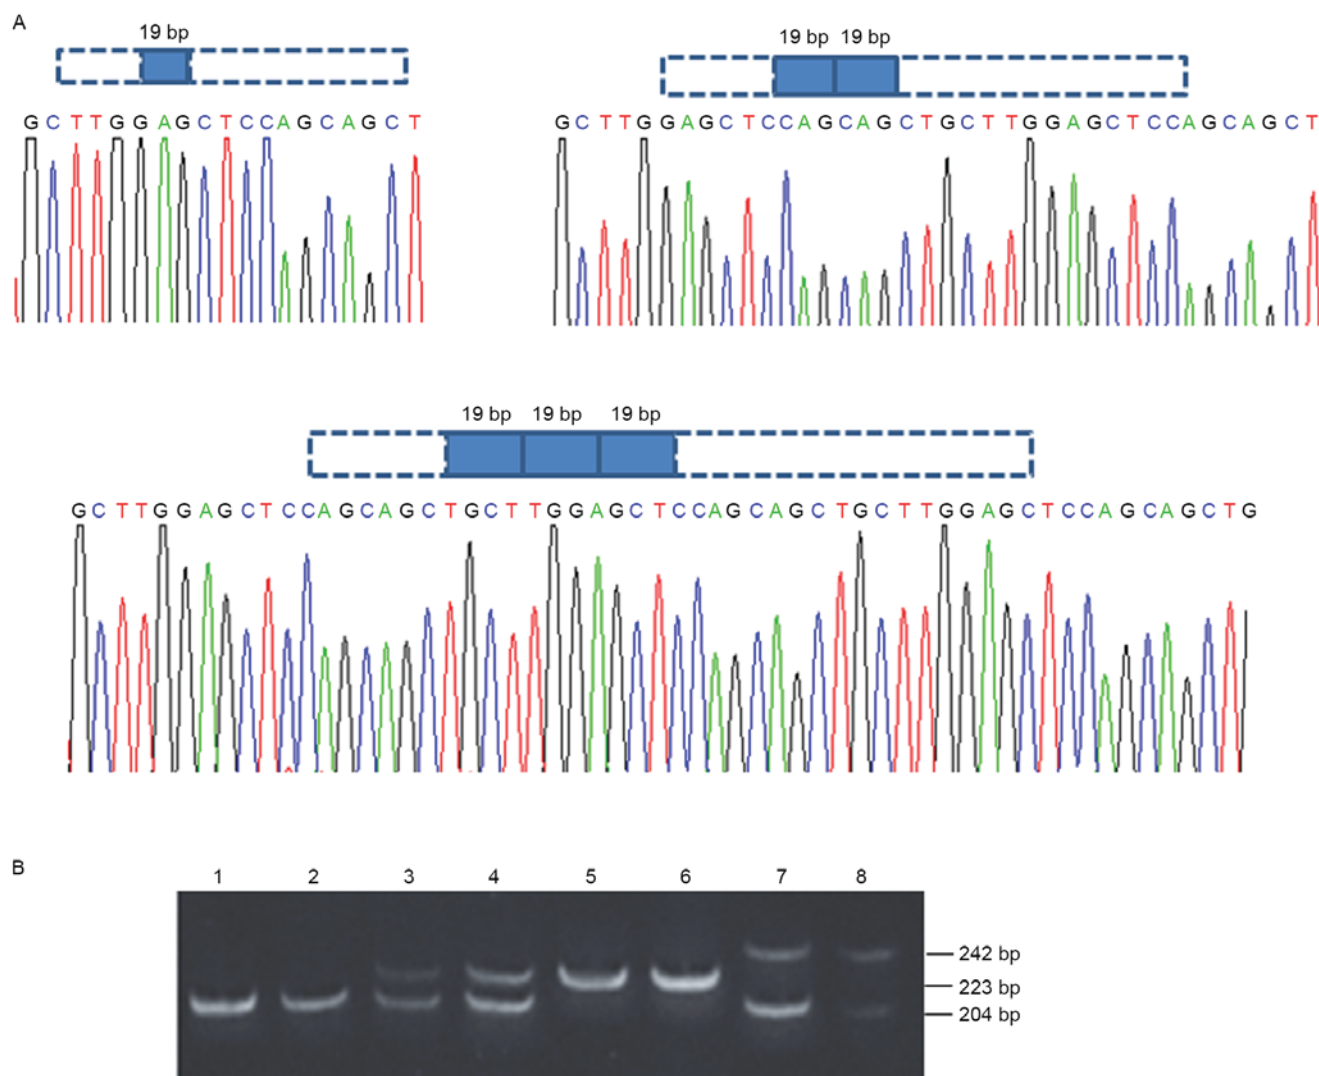 A
19 bp
19 bp 19 bp
GCTTGGAGCTCCAGCAGCT
GCTTGGAGCTCCAGCAGCTGCTTGGAGCTCCAGCAGCT
19 bp 19 bp 19 bp
GCTTGGAGCTCCAGCAGCTGCTTGGAGCTCCAGCAGCTGCTTGGAGCTCCAGCAGCTG
B
1 2 3 4 5 6 7 8
242 bp
223 bp
204 bp